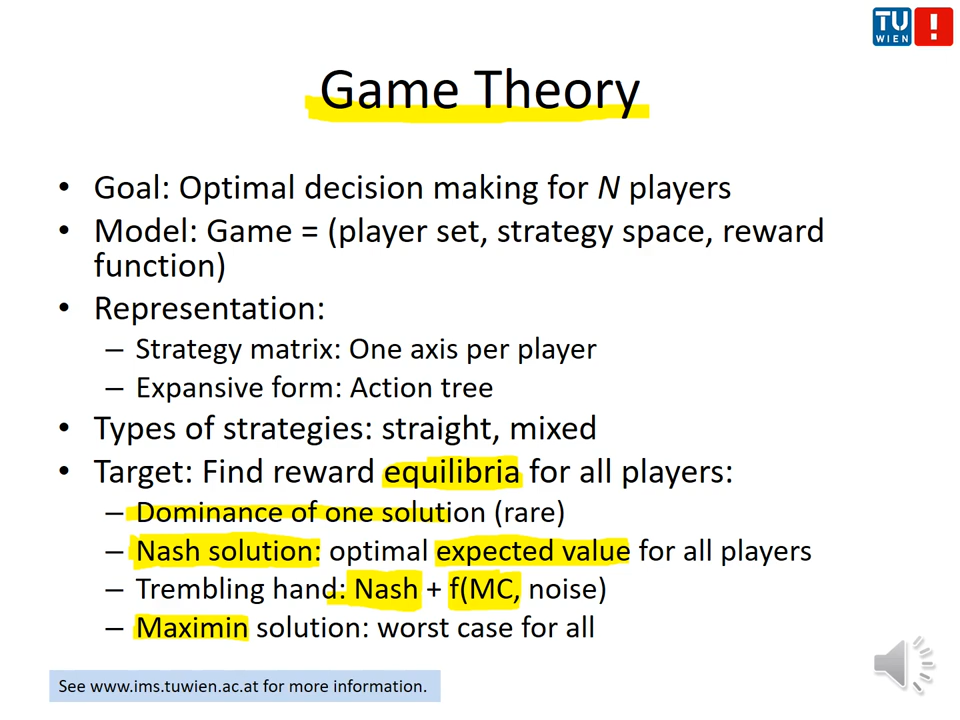 TU
WIEN
Game Theory
• Goal: Optimal decision making for N players
• Model: Game = (player set, strategy space, reward
function)
• Representation:
– Strategy matrix: One axis per player
– Expansive form: Action tree
• Types of strategies: straight, mixed
• Target: Find reward equilibria for all players:
– Dominance of one solution (rare)
– Nash solution: optimal expected value for all players
– Trembling hand: Nash + f(MC, noise)
– Maximin solution: worst case for all
See www.ims.tuwien.ac.at for more information.